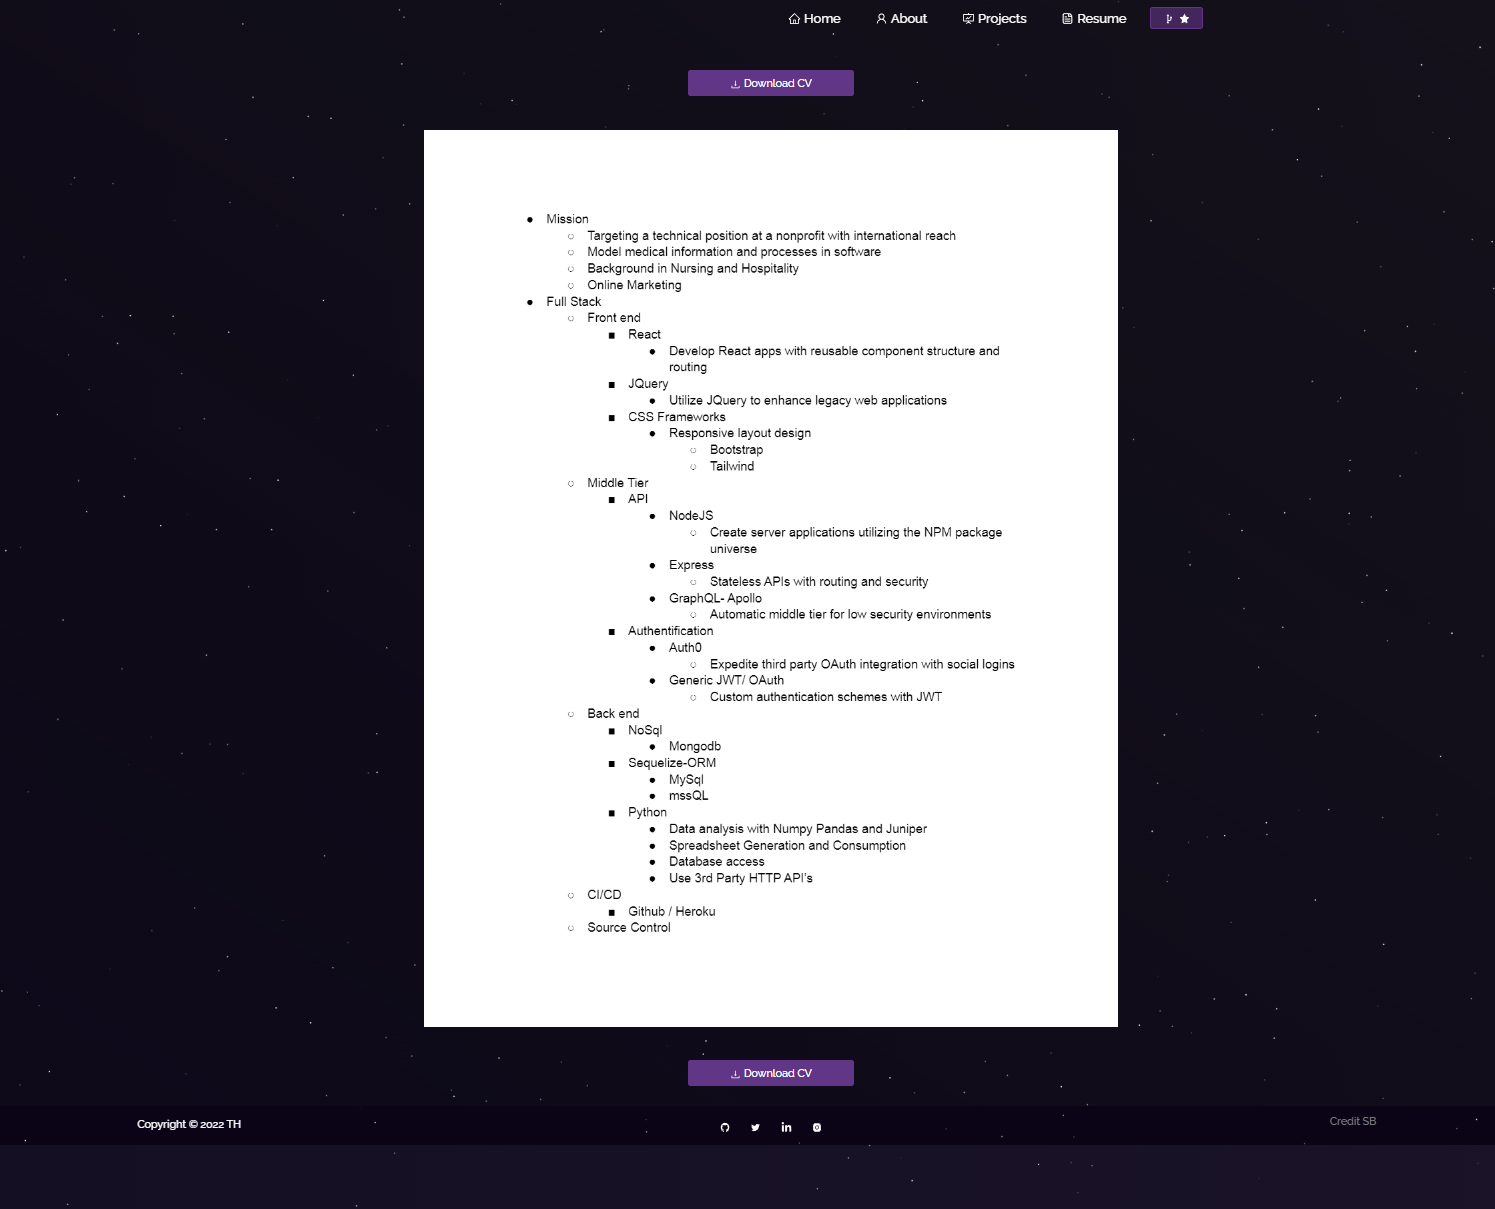 Home
About
Projects
Resume
Download CV
Mission
Targeting a technical position at a nonprofit with international reach
Model medical information and processes in software
Background in Nursing and Hospitality
Online Marketing
Full Stack
Front end
React
Develop React apps with reusable component structure and
routing
JQuery
Utilize JQuery to enhance legacy web applications
CSS Frameworks
Responsive layout design
Bootstrap
Tailwind
Middle Tier
API
NodeJS
Create server applications utilizing the NPM package
universe
Express
Stateless APIs with routing and security
GraphQL- Apollo
Automatic middle tier for low security environments
Authentification
Auth0
Expedite third party OAuth integration with social logins
Generic JWT/ OAuth
Custom authentication schemes with JWT
Back end
NoSql
Mongodb
Sequelize-ORM
MySql
mssQL
Python
Data analysis with Numpy Pandas and Juniper
Spreadsheet Generation and Consumption
Database access
Use 3rd Party HTTP API's
CI/CD
Github / Heroku
Source Control
Download CV
Copyright © 2022 TH
Credit SB